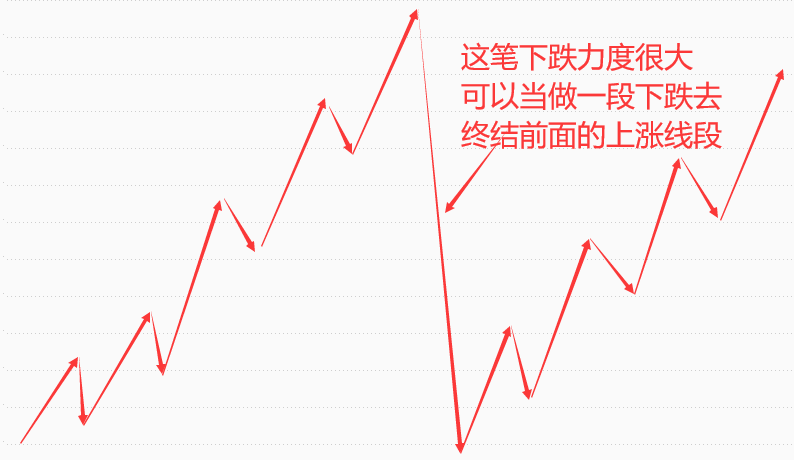 这笔下跌力度很大
可以当做一段下跌去
终结前面的上涨线段